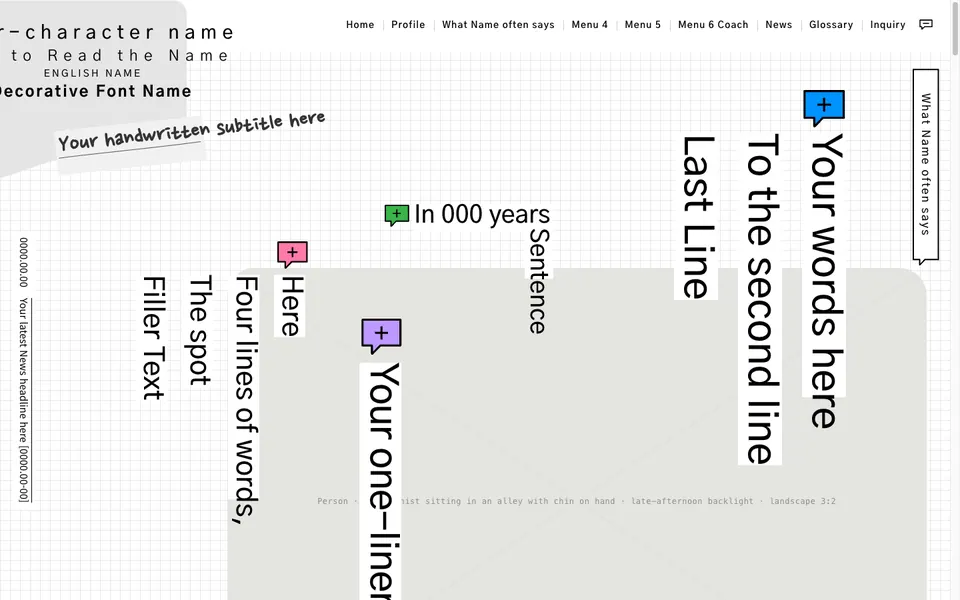 r-character name
to Read the Name
ENGLISH NAME
Decorative Font Name
Your handwritten subtitle here
Home
Profile
What Name often says
Menu 4
Menu 5
Menu 6 Coach
News
Glossary
Inquiry
What Name often says
Your words here
To the second line
Last Line
In 000 years
Sentence
Here
Four lines of words,
The spot
Filler Text
Your one-liner
0000.00.00
Your latest News headline here [0000.00-00]
Person · ist sitting in an alley with chin on hand · late-afternoon backlight · landscape 3:2